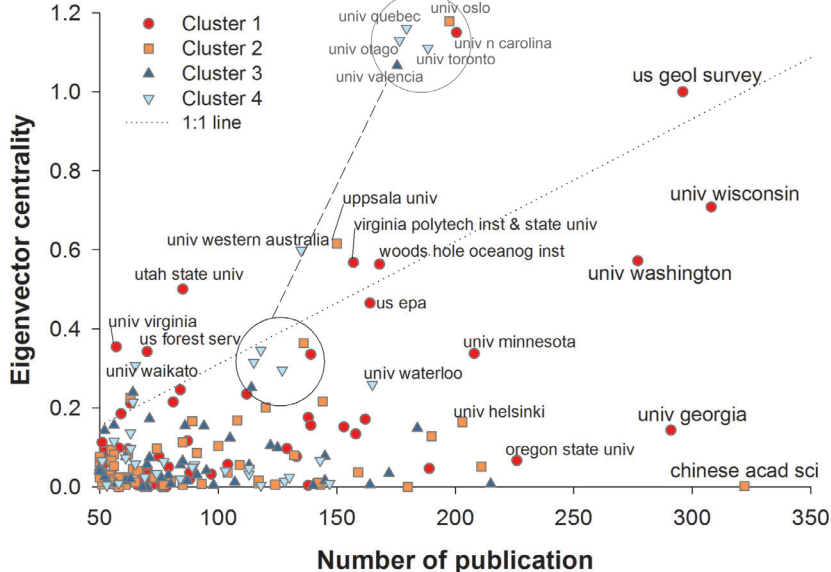 1.2
1.0
0.8
0.6
0.4
0.2
0.0
Eigenvector centrality
Cluster 1
Cluster 2
Cluster 3
Cluster 4
1:1 line
univ oslo
univ quebec
univ n carolina
univ otago
univ toronto
univ valencia
us geol survey
univ wisconsin
uppsala univ
virginia polytech inst & state univ
univ western australia
woods hole oceanog inst
univ washington
utah state univ
us epa
univ virginia
us forest serv
univ minnesota
univ waikato
univ waterloo
univ helsinki
univ georgia
oregon state univ
chinese acad sci
50
100
150
200
250
300
350
Number of publication